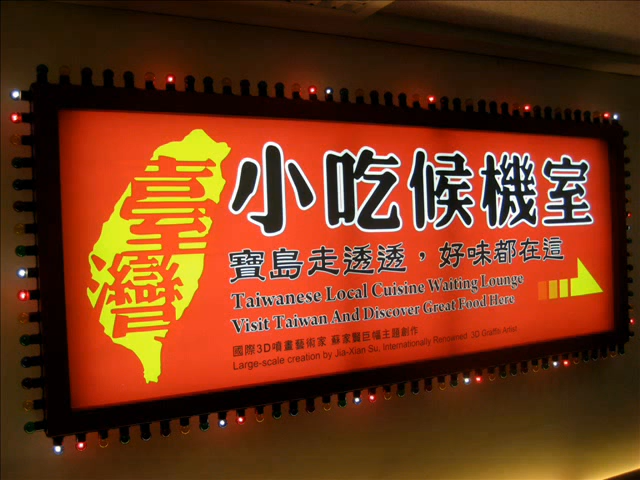 臺灣
小吃候機室
寶島走透透，好味都在這
Taiwanese Local Cuisine Waiting Lounge
Visit Taiwan And Discover Great Food Here
國際3D噴畫藝術家 蘇家賢巨幅主題創作
Large-scale creation by Jia-Xian Su, Internationally Renowned 3D Graffiti Artist